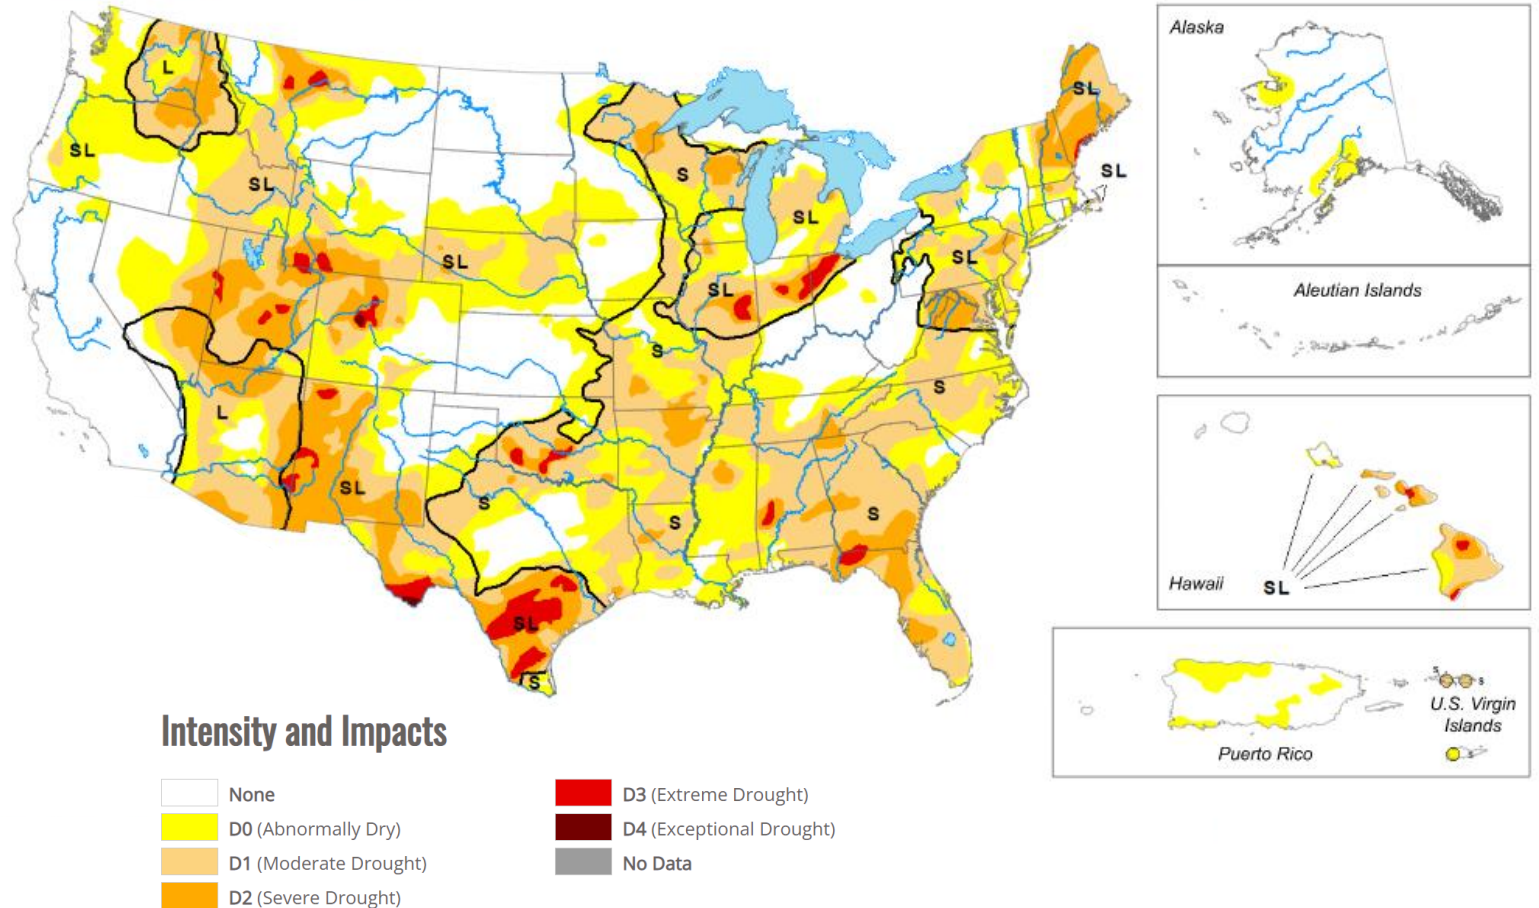 Alaska
L
SL
SL
SL
SL
S
SL
SL
SL
Aleutian Islands
SL
S
S
L
SL
S
S
S
SL
S
Hawaii
SL
S
S
U.S. Virgin
Islands
Puerto Rico
Intensity and Impacts
None
D0 (Abnormally Dry)
D1 (Moderate Drought)
D2 (Severe Drought)
D3 (Extreme Drought)
D4 (Exceptional Drought)
No Data